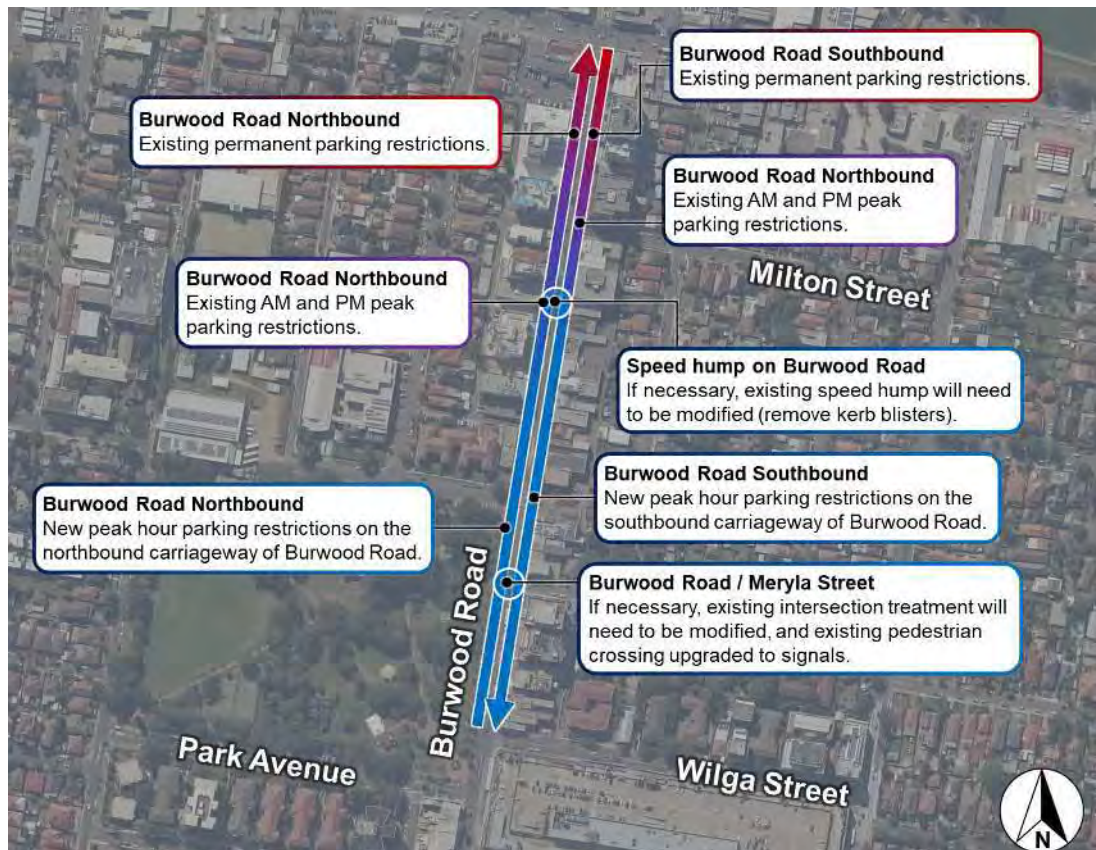 Burwood Road Southbound
Existing permanent parking restrictions.
Burwood Road Northbound
Existing permanent parking restrictions.
Burwood Road Northbound
Existing AM and PM peak
parking restrictions.
Milton Street
Burwood Road Northbound
Existing AM and PM peak
parking restrictions.
Speed hump on Burwood Road
If necessary, existing speed hump will need
to be modified (remove kerb blisters).
Burwood Road Southbound
New peak hour parking restrictions on the
southbound carriageway of Burwood Road.
Burwood Road Northbound
New peak hour parking restrictions on the
northbound carriageway of Burwood Road.
Burwood Road
Burwood Road / Meryla Street
If necessary, existing intersection treatment will
need to be modified, and existing pedestrian
crossing upgraded to signals.
Park Avenue
Wilga Street
N